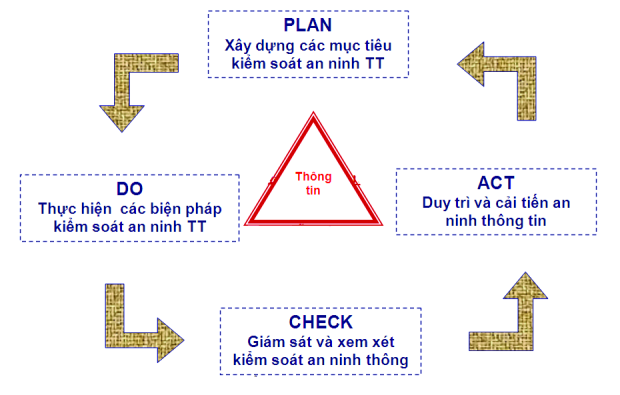 PLAN
Xây dựng các mục tiêu
kiểm soát an ninh TT
DO
Thực hiện các biện pháp
kiểm soát an ninh TT
Thông
tin
ACT
Duy trì và cải tiến an
ninh thông tin
CHECK
Giám sát và xem xét
kiểm soát an ninh thông